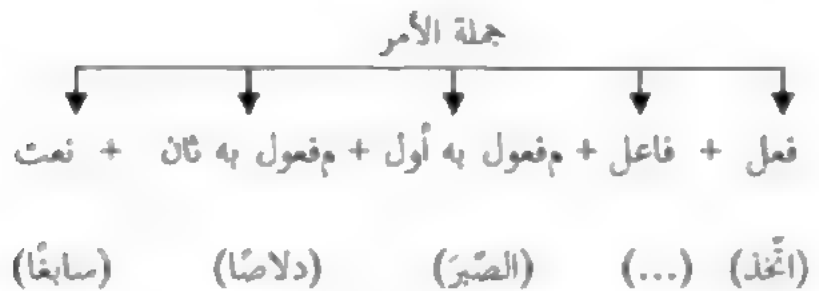 جملة الأمر
فعل + فاعل + مفعول به أول + مفعول به ثان + نعت
(اتّخذ) (...) (الصّبرَ) (دلاصًا) (سابغًا)